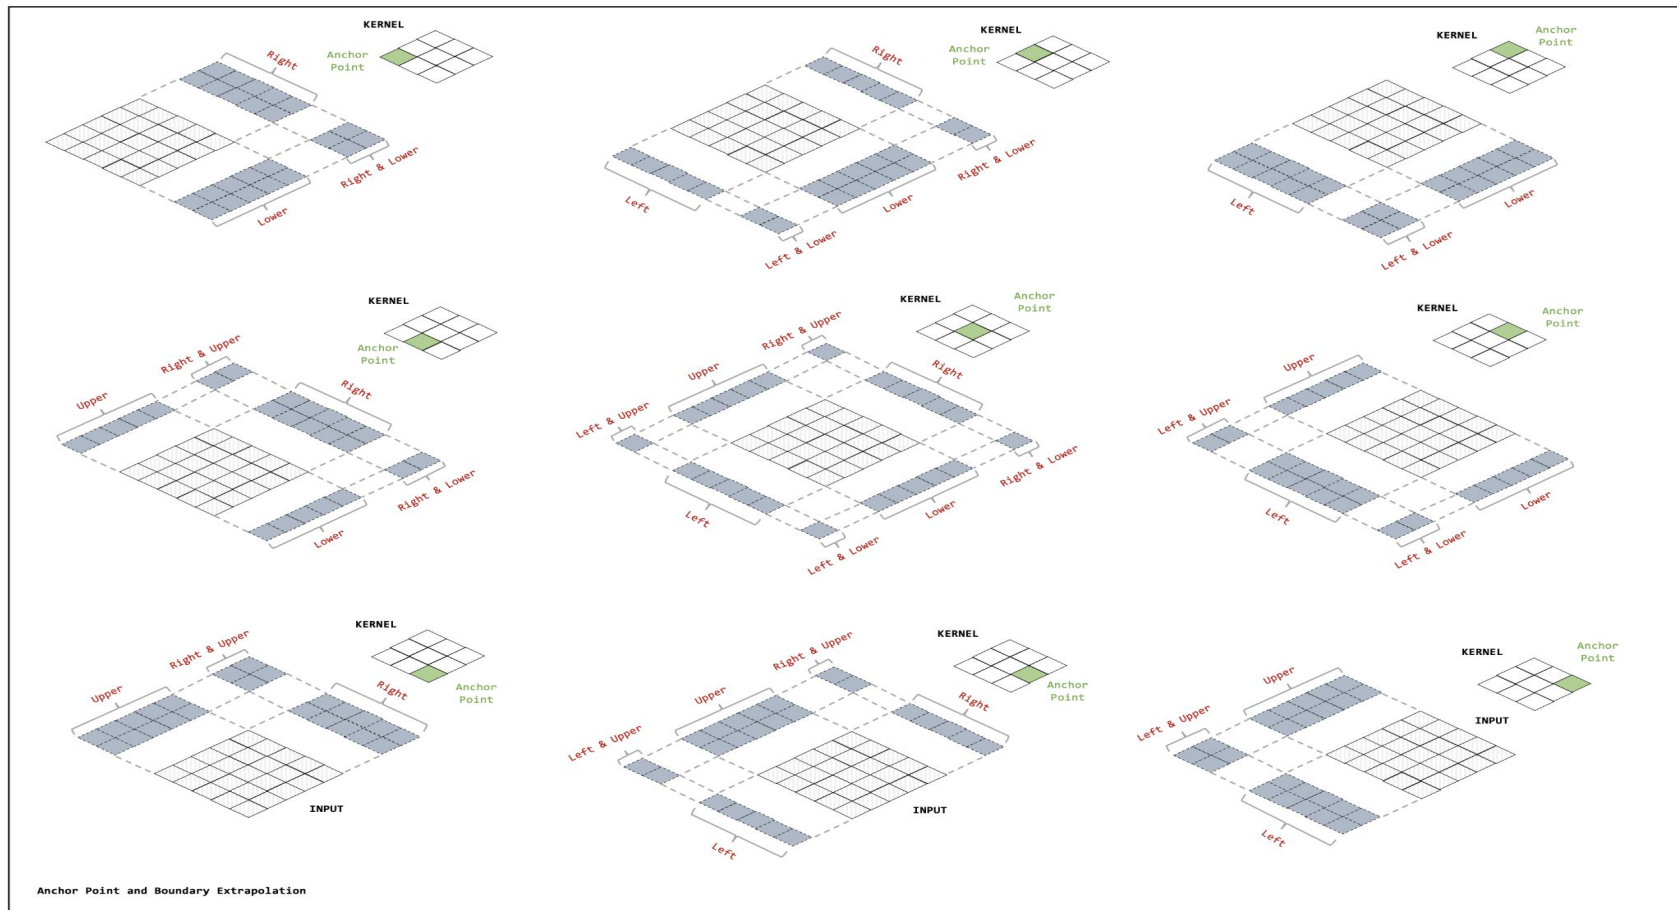 KERNEL
Anchor
Point
Right
Right & Lower
Lower
KERNEL
Anchor
Point
Right
Right & Lower
Left
Lower
Left & Lower
KERNEL
Anchor
Point
Left
Lower
Left & Lower
KERNEL
Anchor
Point
Right & Upper
Upper
Right
Right & Lower
Lower
KERNEL
Anchor
Point
Right & Upper
Upper
Right
Left & Upper
Right & Lower
Left
Lower
Left & Lower
KERNEL
Anchor
Point
Upper
Left & Upper
Left
Lower
Left & Lower
KERNEL
Anchor
Point
Right & Upper
Upper
Right
INPUT
KERNEL
Anchor
Point
Right & Upper
Upper
Right
Left & Upper
INPUT
Left
KERNEL
Anchor
Point
Upper
Left & Upper
INPUT
Left
Anchor Point and Boundary Extrapolation